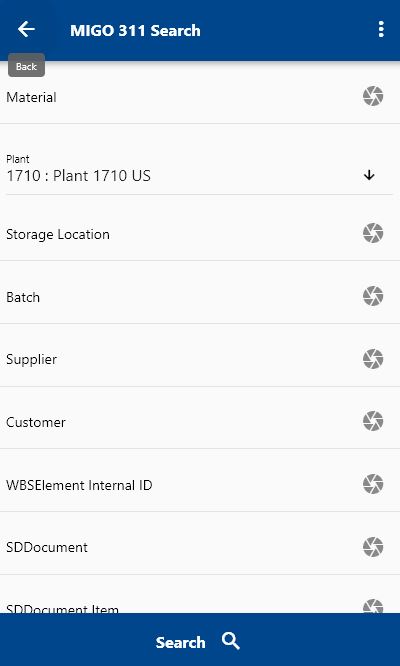 MIGO 311 Search
Back
Material
Plant
1710 : Plant 1710 US
Storage Location
Batch
Supplier
Customer
WBSElement Internal ID
SDDocument
SDDocument Item
Search